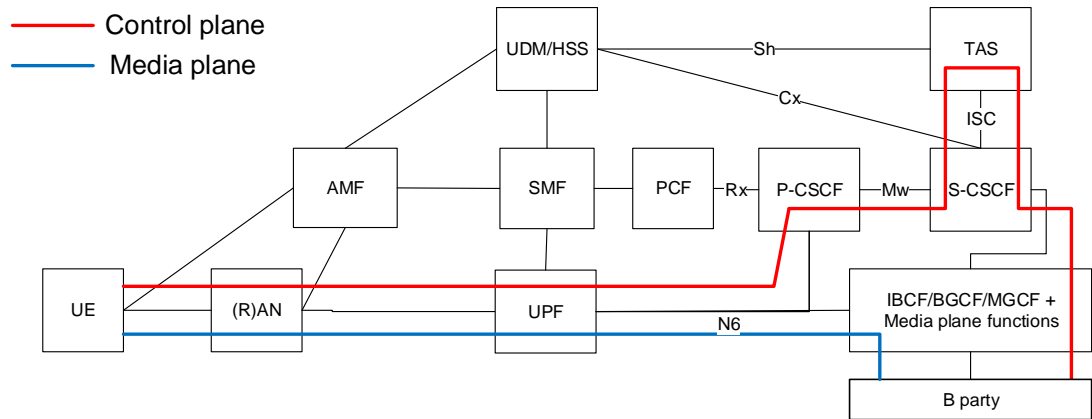 Control plane
Media plane
UDM/HSS
Sh
TAS
Cx
ISC
AMF
SMF
PCF
Rx
P-CSCF
Mw
S-CSCF
UE
(R)AN
UPF
N6
IBCF/BGCF/MGCF +
Media plane functions
B party